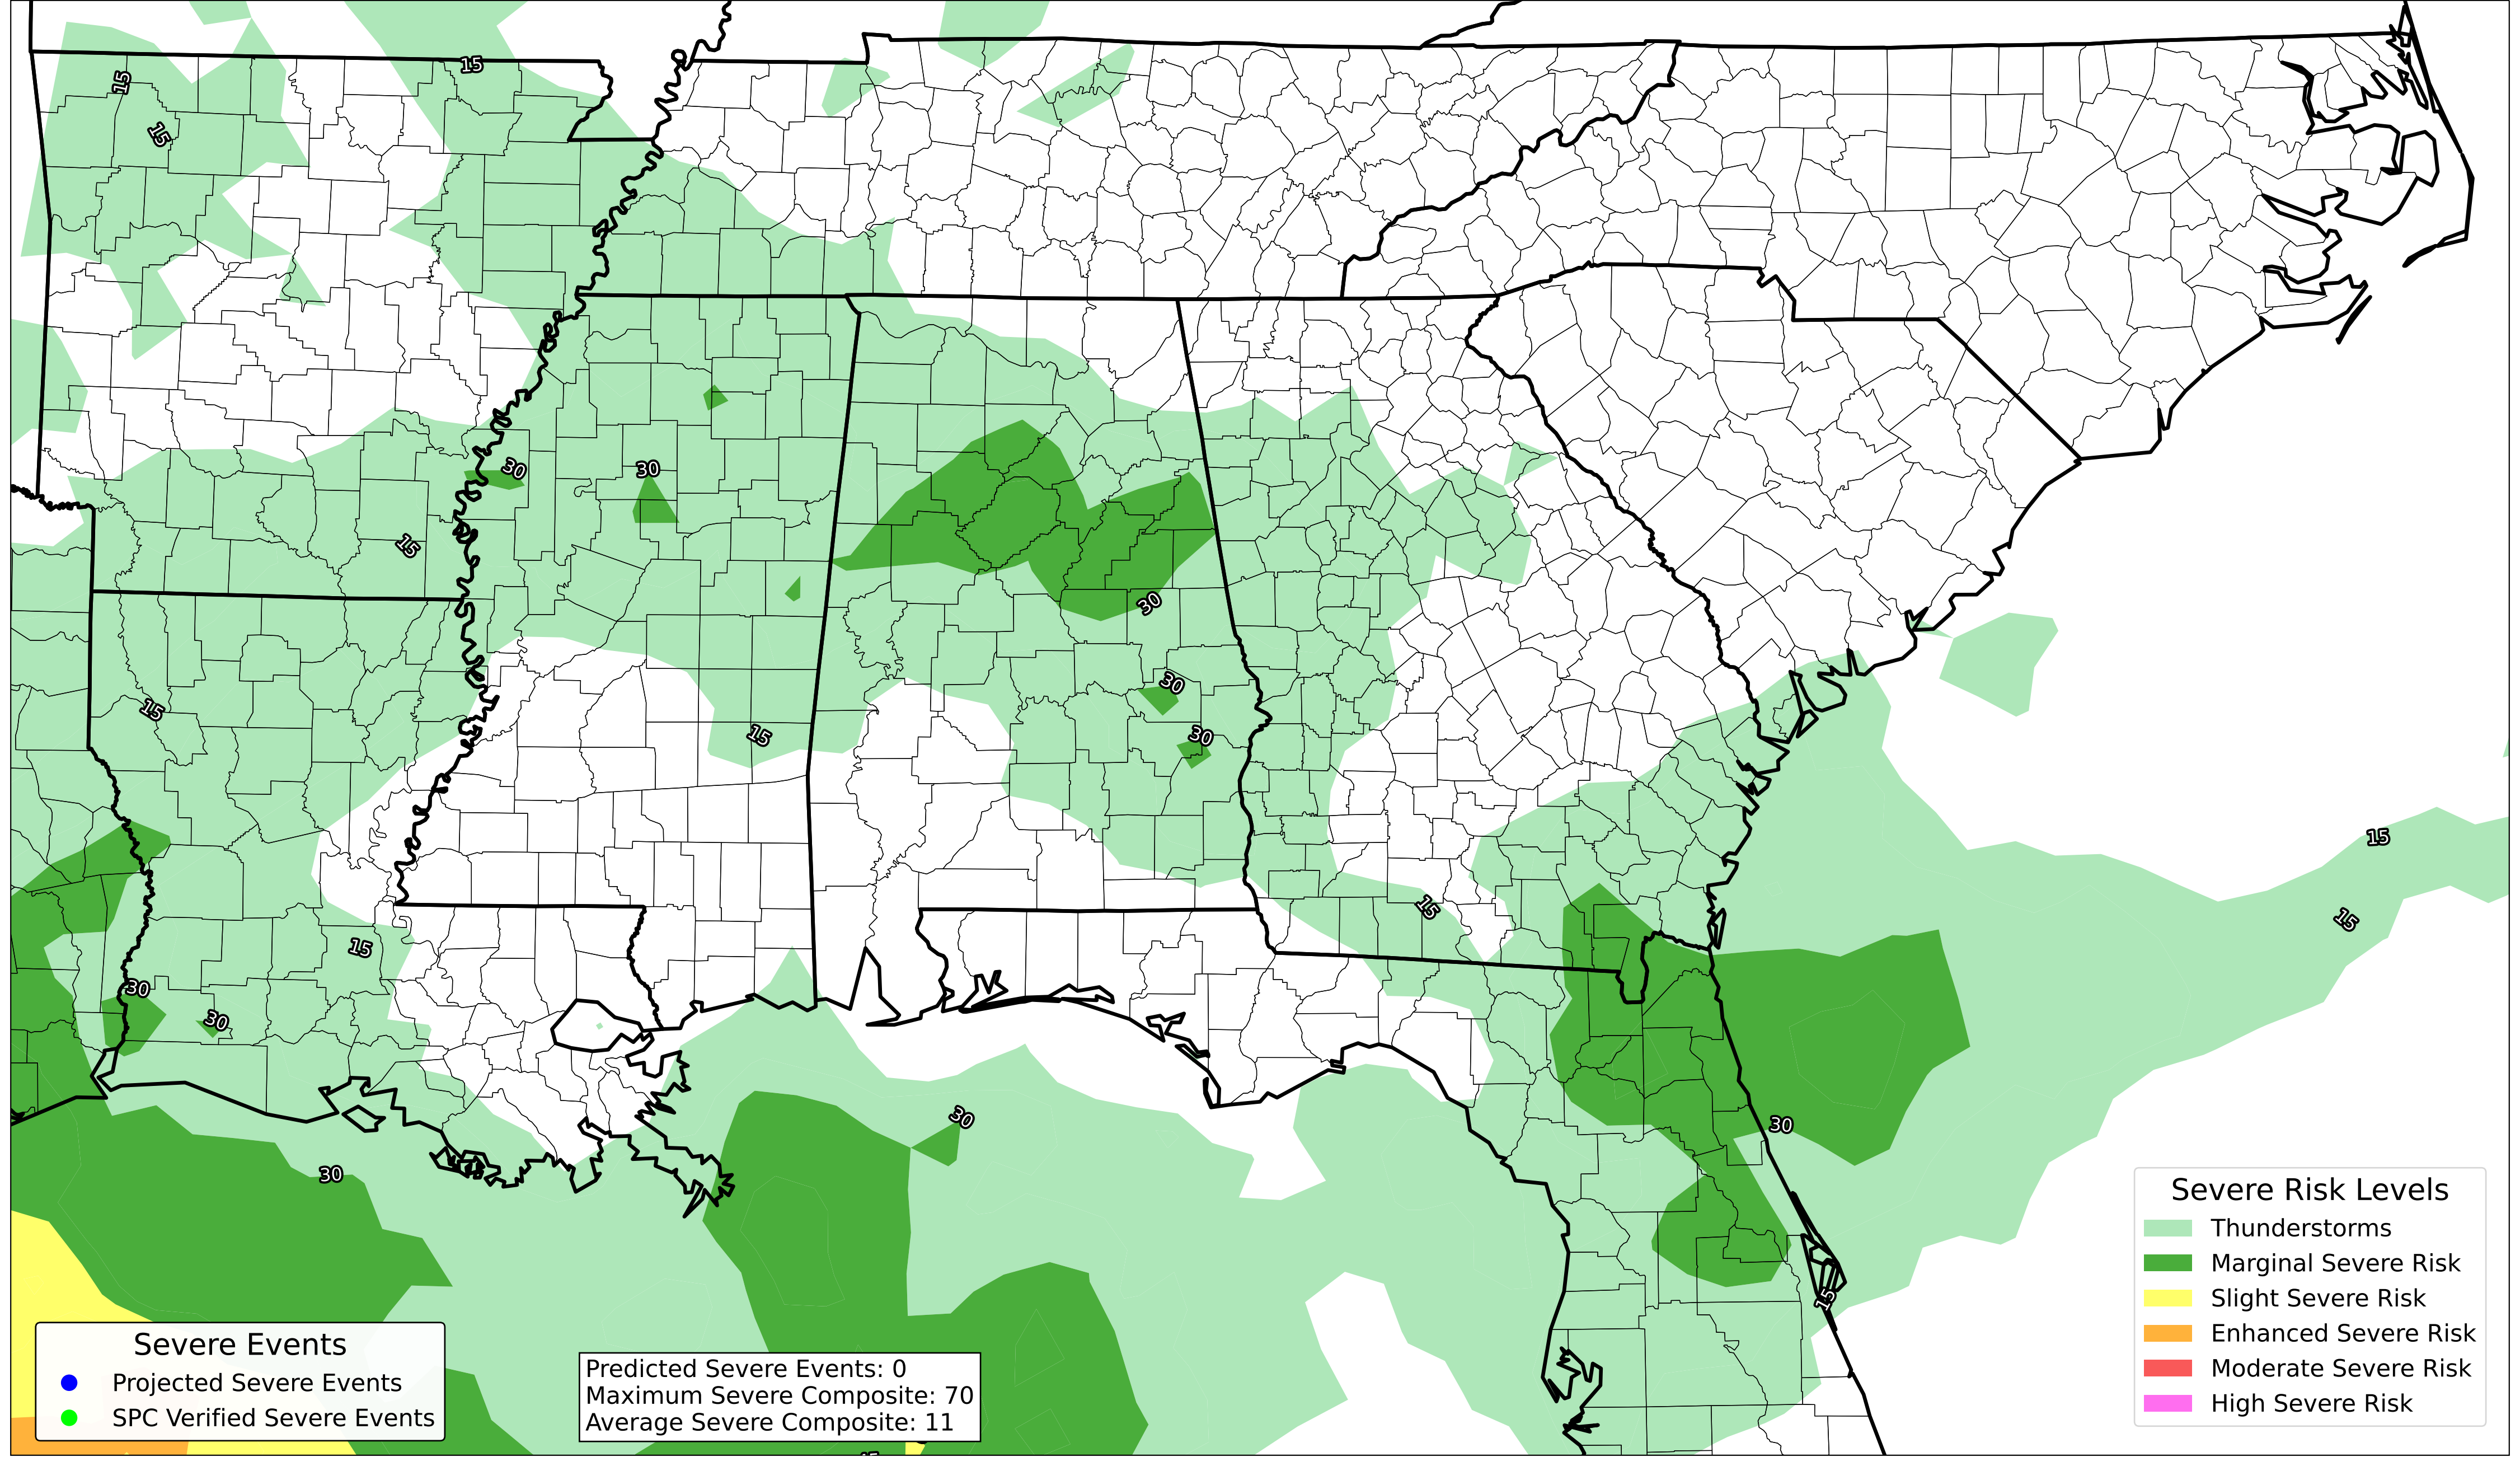 15
15
15
30
30
15
30
30
30
15
15
15
15
15
15
30
30
30
30
30
15
Severe Risk Levels
Thunderstorms
Marginal Severe Risk
Slight Severe Risk
Enhanced Severe Risk
Moderate Severe Risk
High Severe Risk
Severe Events
Projected Severe Events
SPC Verified Severe Events
Predicted Severe Events: 0
Maximum Severe Composite: 70
Average Severe Composite: 11